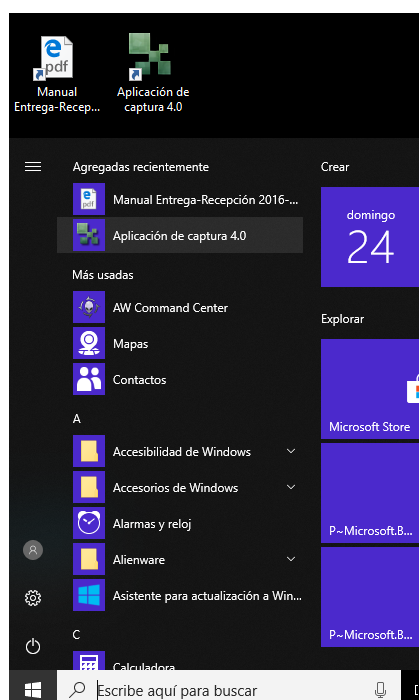 Manual
Entrega-Recep...
Aplicación de
captura 4.0
Agregadas recientemente
Manual Entrega-Recepción 2016-...
Aplicación de captura 4.0
Más usadas
AW Command Center
Mapas
Contactos
A
Accesibilidad de Windows
Accesorios de Windows
Alarmas y reloj
Alienware
Asistente para actualización a Win...
C
Calculadora
Crear
domingo
24
Explorar
Microsoft Store
P~Microsoft.B...
P~Microsoft.B...
Escribe aquí para buscar